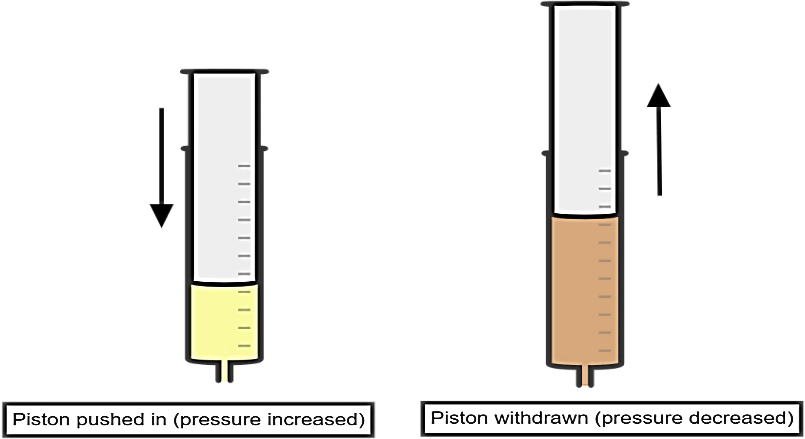 Piston pushed in (pressure increased)
Piston withdrawn (pressure decreased)